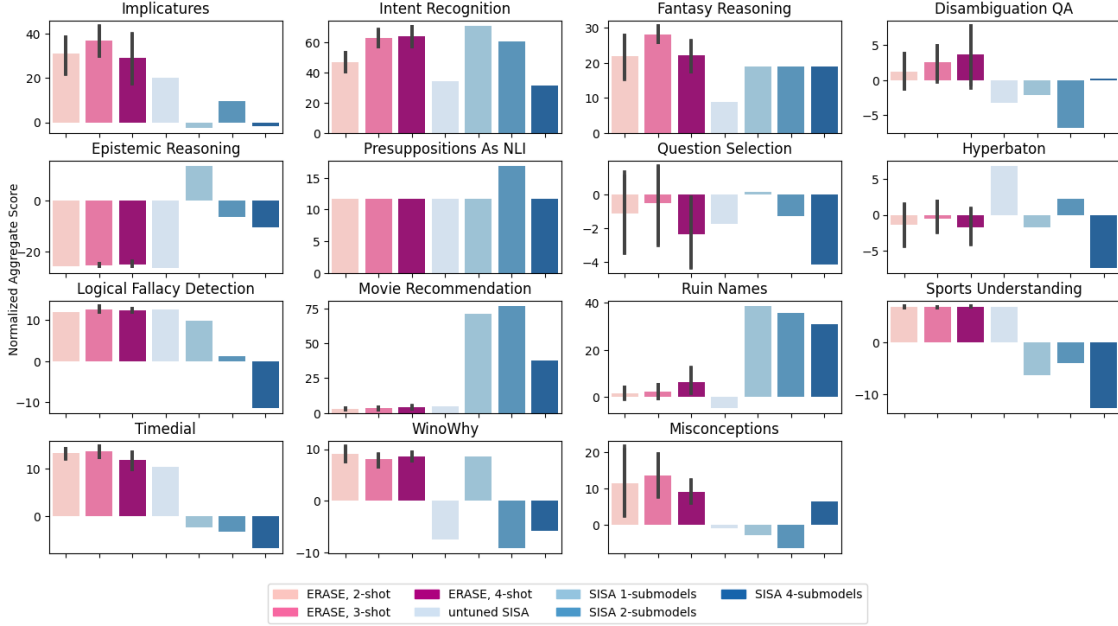 Implicatures
Intent Recognition
Fantasy Reasoning
Disambiguation QA
40
20
0
60
40
20
0
30
20
10
0
5
0
−5
Epistemic Reasoning
Presuppositions As NLI
Question Selection
Hyperbaton
0
−20
15
10
5
0
0
−2
−4
5
0
−5
Normalized Aggregate Score
Logical Fallacy Detection
Movie Recommendation
Ruin Names
Sports Understanding
10
0
−10
75
50
25
0
40
20
0
0
−10
Timedial
WinoWhy
Misconceptions
10
0
10
0
−10
20
10
0
ERASE, 2-shot
ERASE, 3-shot
ERASE, 4-shot
untuned SISA
SISA 1-submodels
SISA 2-submodels
SISA 4-submodels